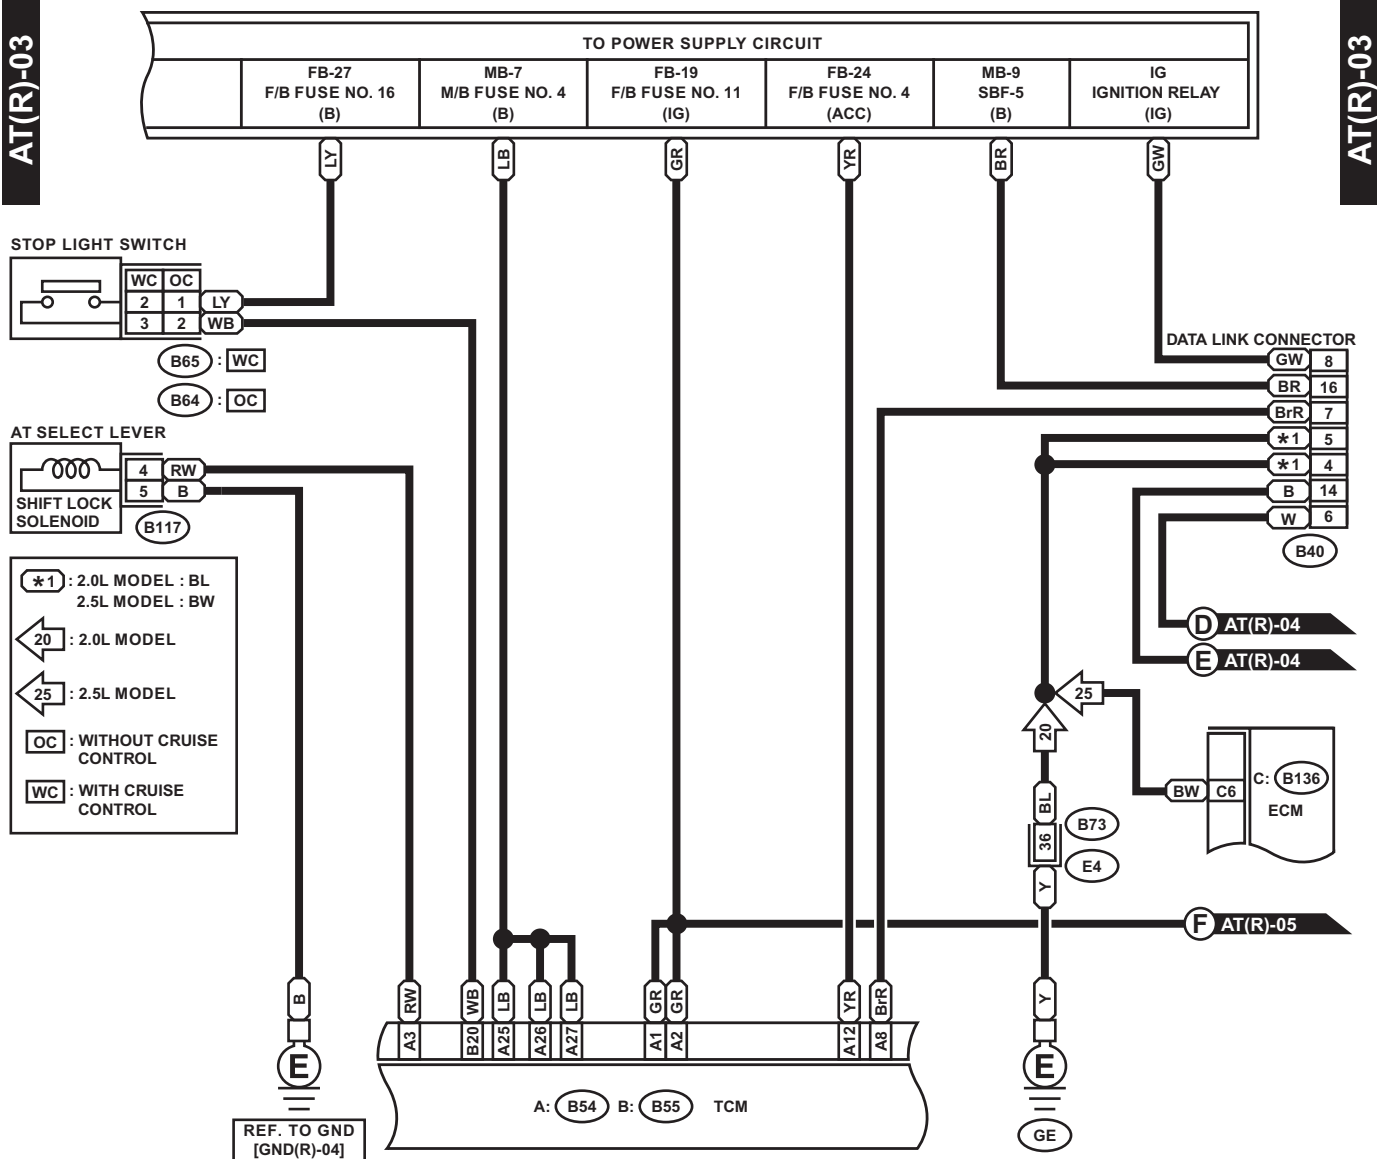 AT(R)-03
AT(R)-03
TO POWER SUPPLY CIRCUIT
FB-27
F/B FUSE NO. 16
(B)
MB-7
M/B FUSE NO. 4
(B)
FB-19
F/B FUSE NO. 11
(IG)
FB-24
F/B FUSE NO. 4
(ACC)
MB-9
SBF-5
(B)
IG
IGNITION RELAY
(IG)
LY
LB
GR
YR
BR
GW
STOP LIGHT SWITCH
WC OC
2 1 LY
3 2 WB
B65 : WC
B64 : OC
AT SELECT LEVER
4 RW
5 B
SHIFT LOCK
SOLENOID
B117
*1 : 2.0L MODEL : BL
2.5L MODEL : BW
20 : 2.0L MODEL
25 : 2.5L MODEL
OC : WITHOUT CRUISE
CONTROL
WC : WITH CRUISE
CONTROL
DATA LINK CONNECTOR
GW 8
BR 16
BrR 7
*1 5
*1 4
B 14
W 6
B40
D AT(R)-04
E AT(R)-04
25
20
BL
36
B73
E4
Y
BW C6
C: B136
ECM
F AT(R)-05
B
RW
WB
LB
LB
LB
GR
GR
YR
BrR
Y
A3
B20
A25
A26
A27
A1
A2
A12
A8
E
E
A: B54 B: B55 TCM
REF. TO GND
[GND(R)-04]
GE